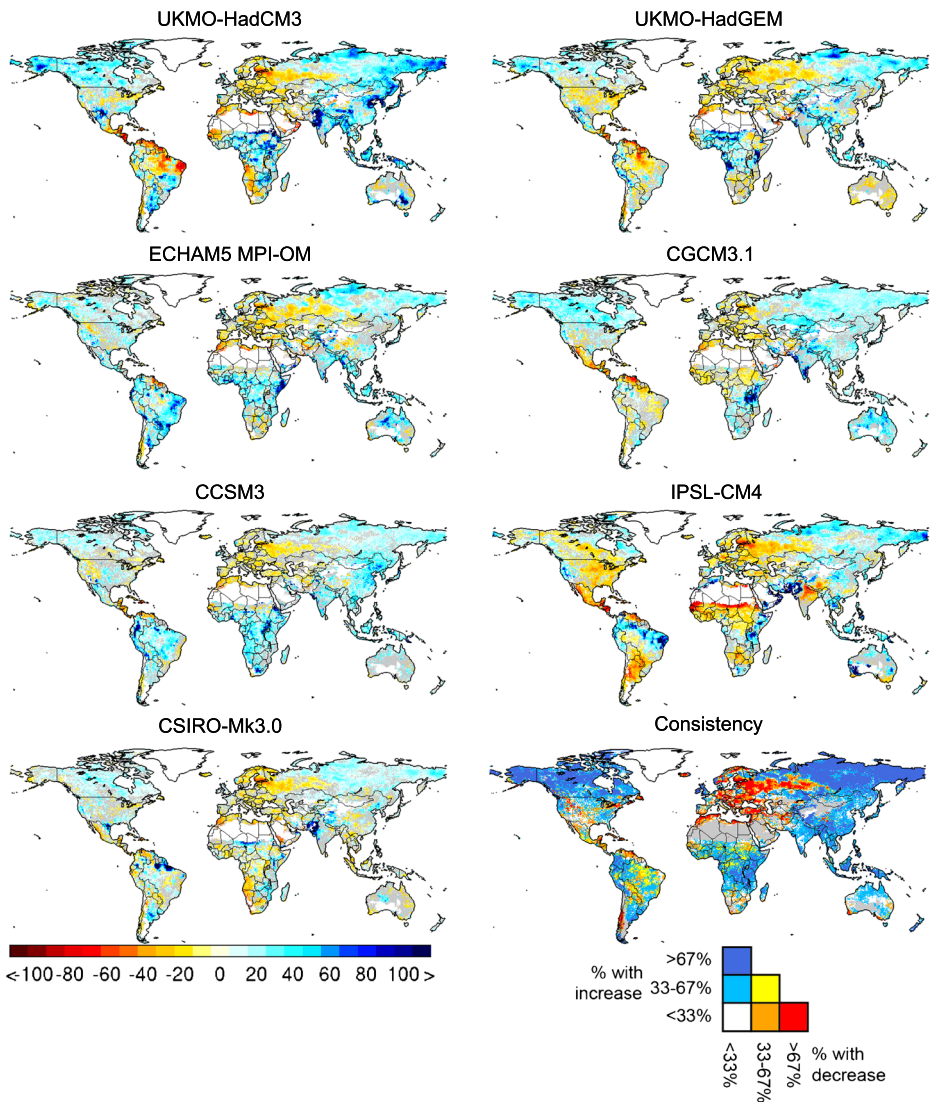 UKMO-HadCM3
UKMO-HadGEM
ECHAM5 MPI-OM
CGCM3.1
CCSM3
IPSL-CM4
CSIRO-Mk3.0
Consistency
<-100 -80 -60 -40 -20 0 20 40 60 80 100 >
% with
increase
>67%
33-67%
<33%
<33%
33-67%
>67%
% with
decrease